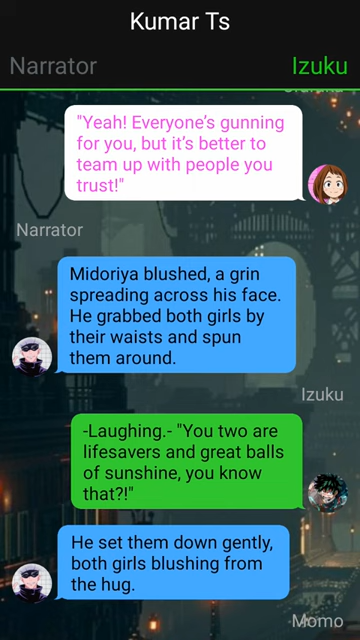 Kumar Ts
Narrator
Izuku
"Yeah! Everyone's gunning
for you, but it's better to
team up with people you
trust!"
Narrator
Midoriya blushed, a grin
spreading across his face.
He grabbed both girls by
their waists and spun
them around.
Izuku
-Laughing.- "You two are
lifesavers and great balls
of sunshine, you know
that?!"
He set them down gently,
both girls blushing from
the hug.
Momo